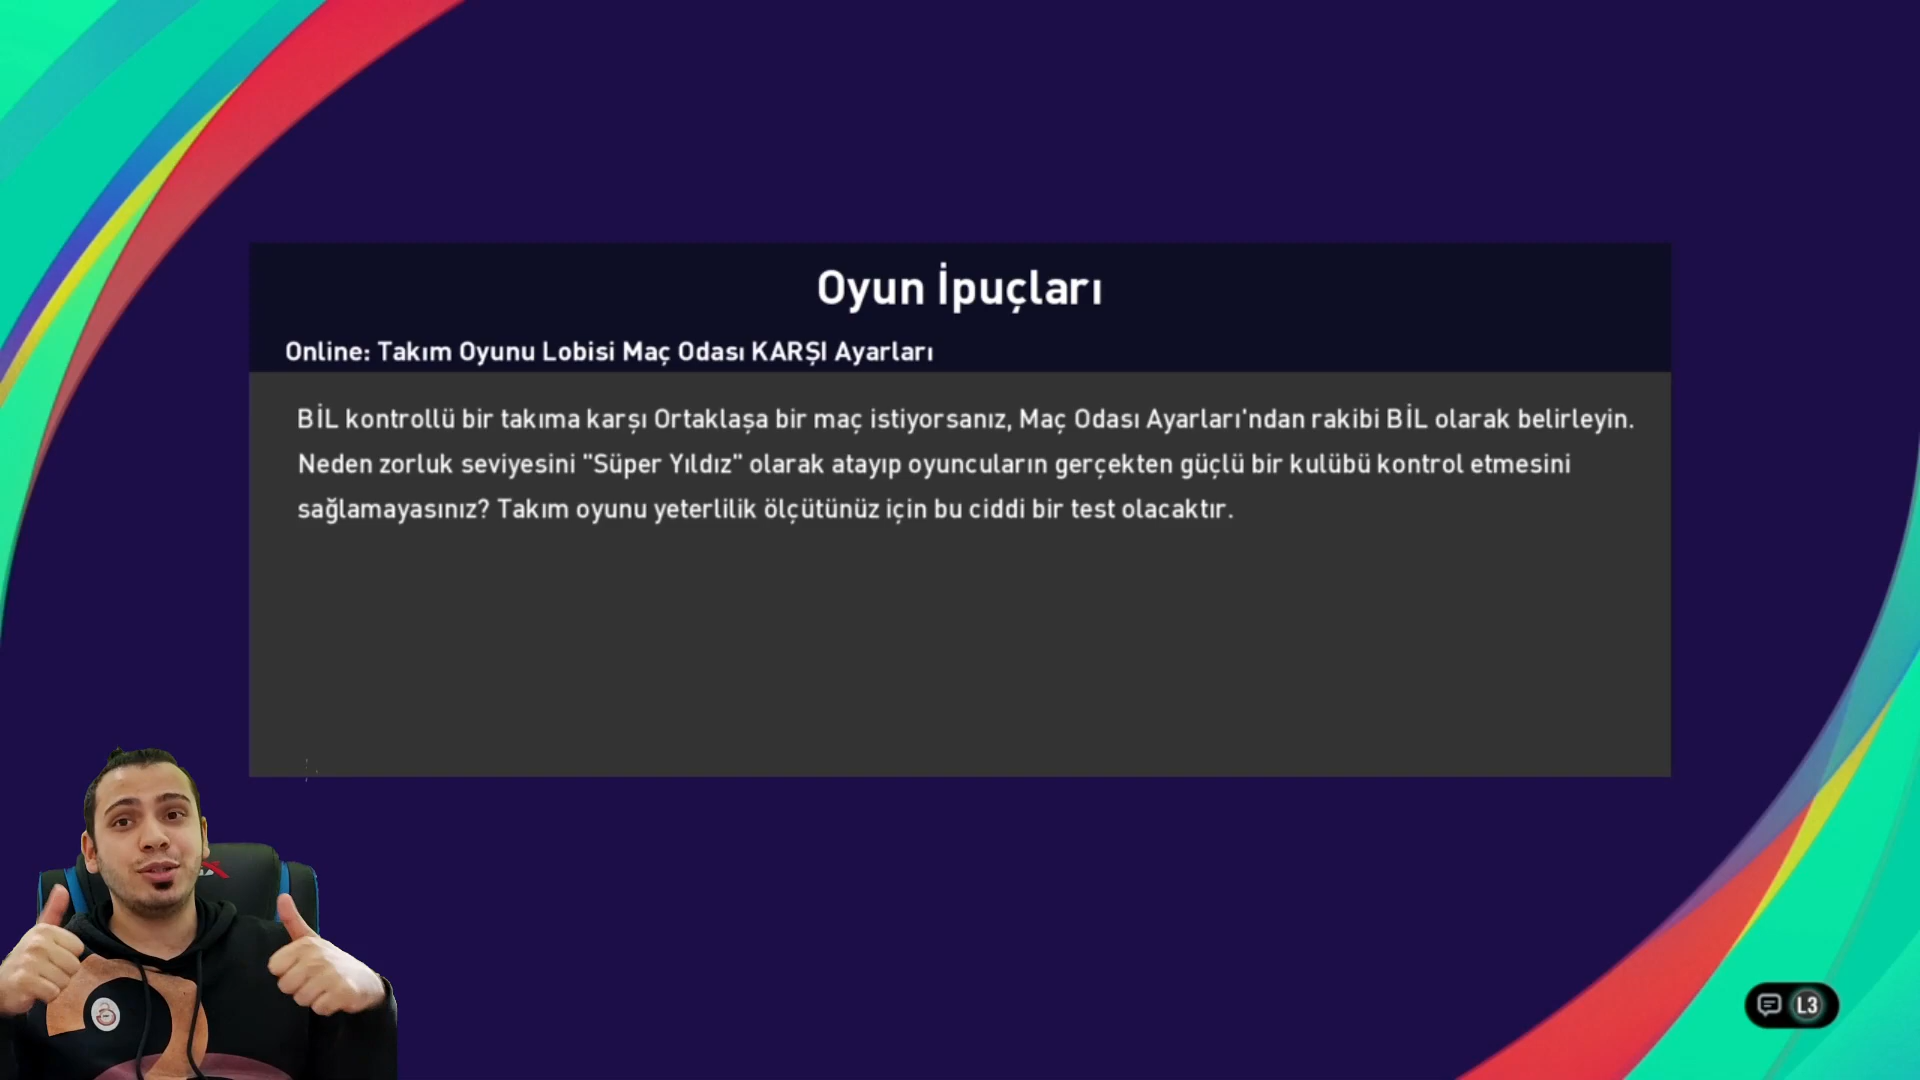 Oyun İpuçları
Online: Takım Oyunu Lobisi Maç Odası KARŞI Ayarları
BİL kontrollü bir takıma karşı Ortaklaşa bir maç istiyorsanız, Maç Odası Ayarları'ndan rakibi BİL olarak belirleyin.
Neden zorluk seviyesini "Süper Yıldız" olarak atayıp oyuncuların gerçekten güçlü bir kulübü kontrol etmesini
sağlamayasınız? Takım oyunu yeterlilik ölçütünüz için bu ciddi bir test olacaktır.
L3